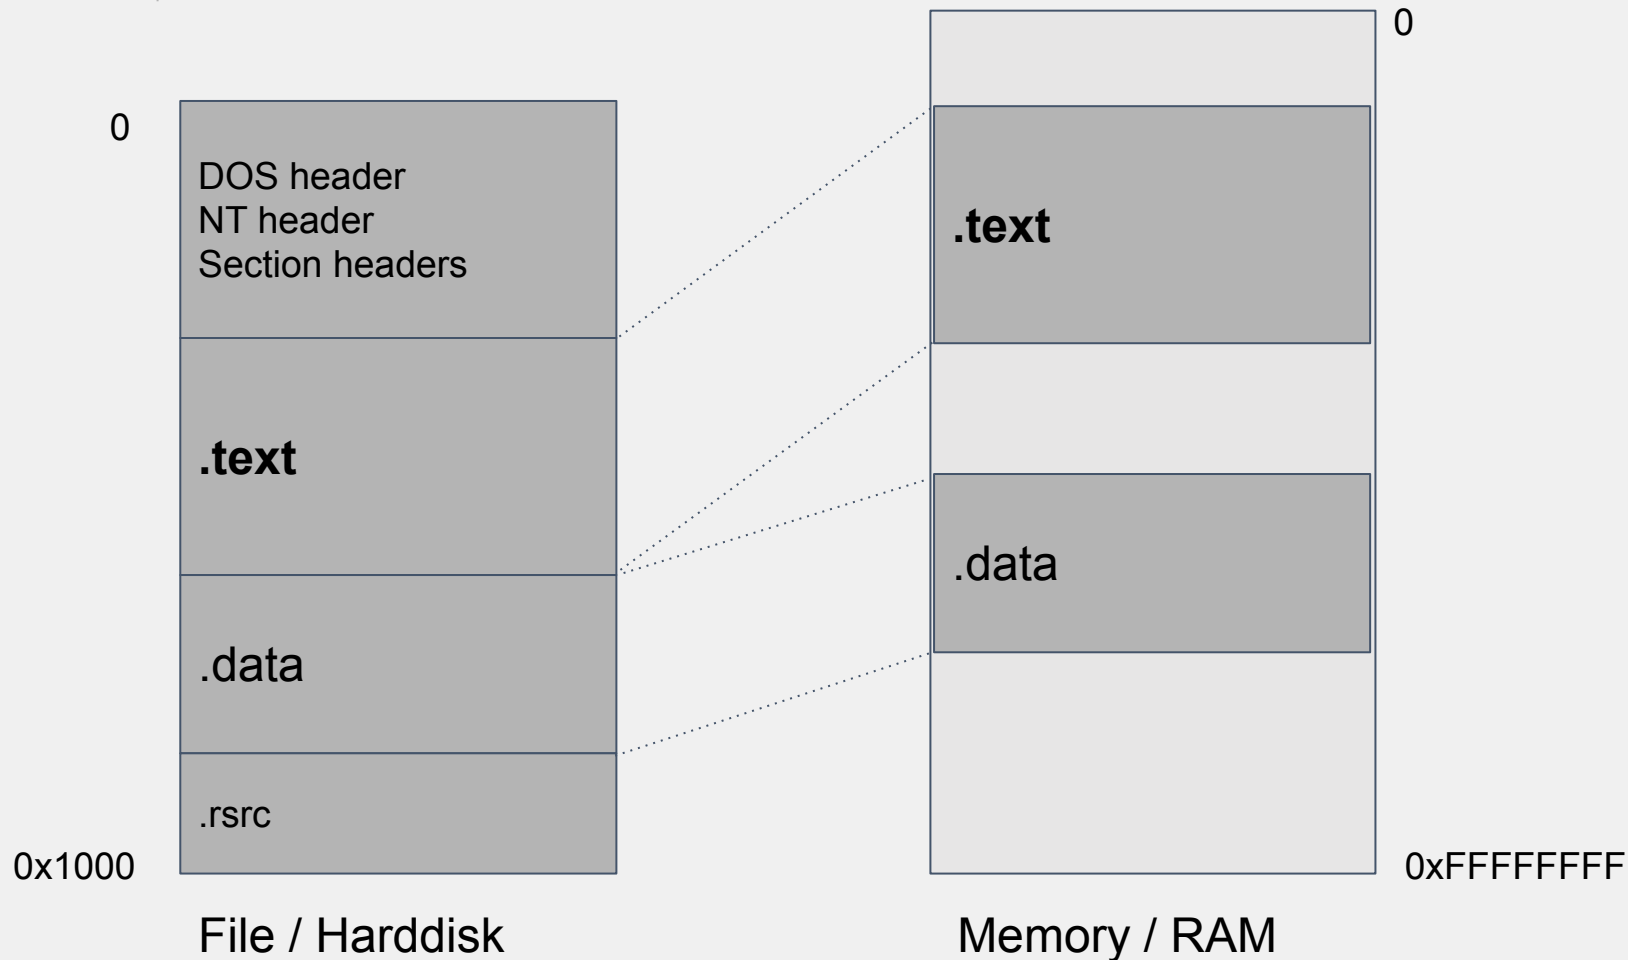 0
DOS header
NT header
Section headers
.text
.data
.rsrc
0x1000
File / Harddisk
0
.text
.data
0xFFFFFFFF
Memory / RAM